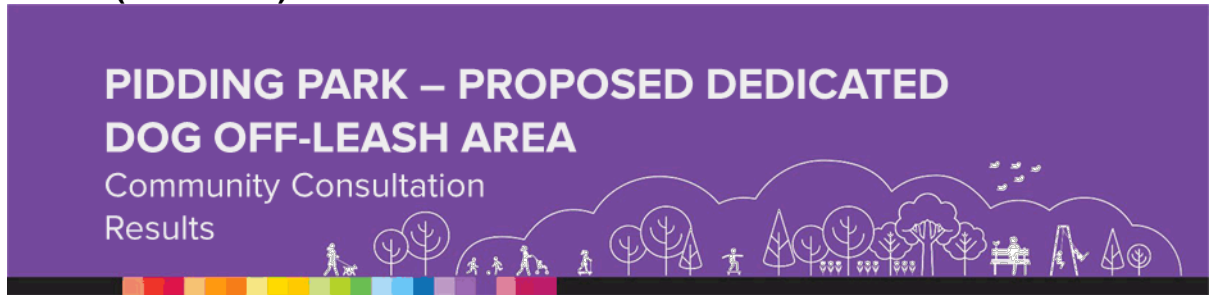 PIDDING PARK – PROPOSED DEDICATED
DOG OFF-LEASH AREA
Community Consultation
Results